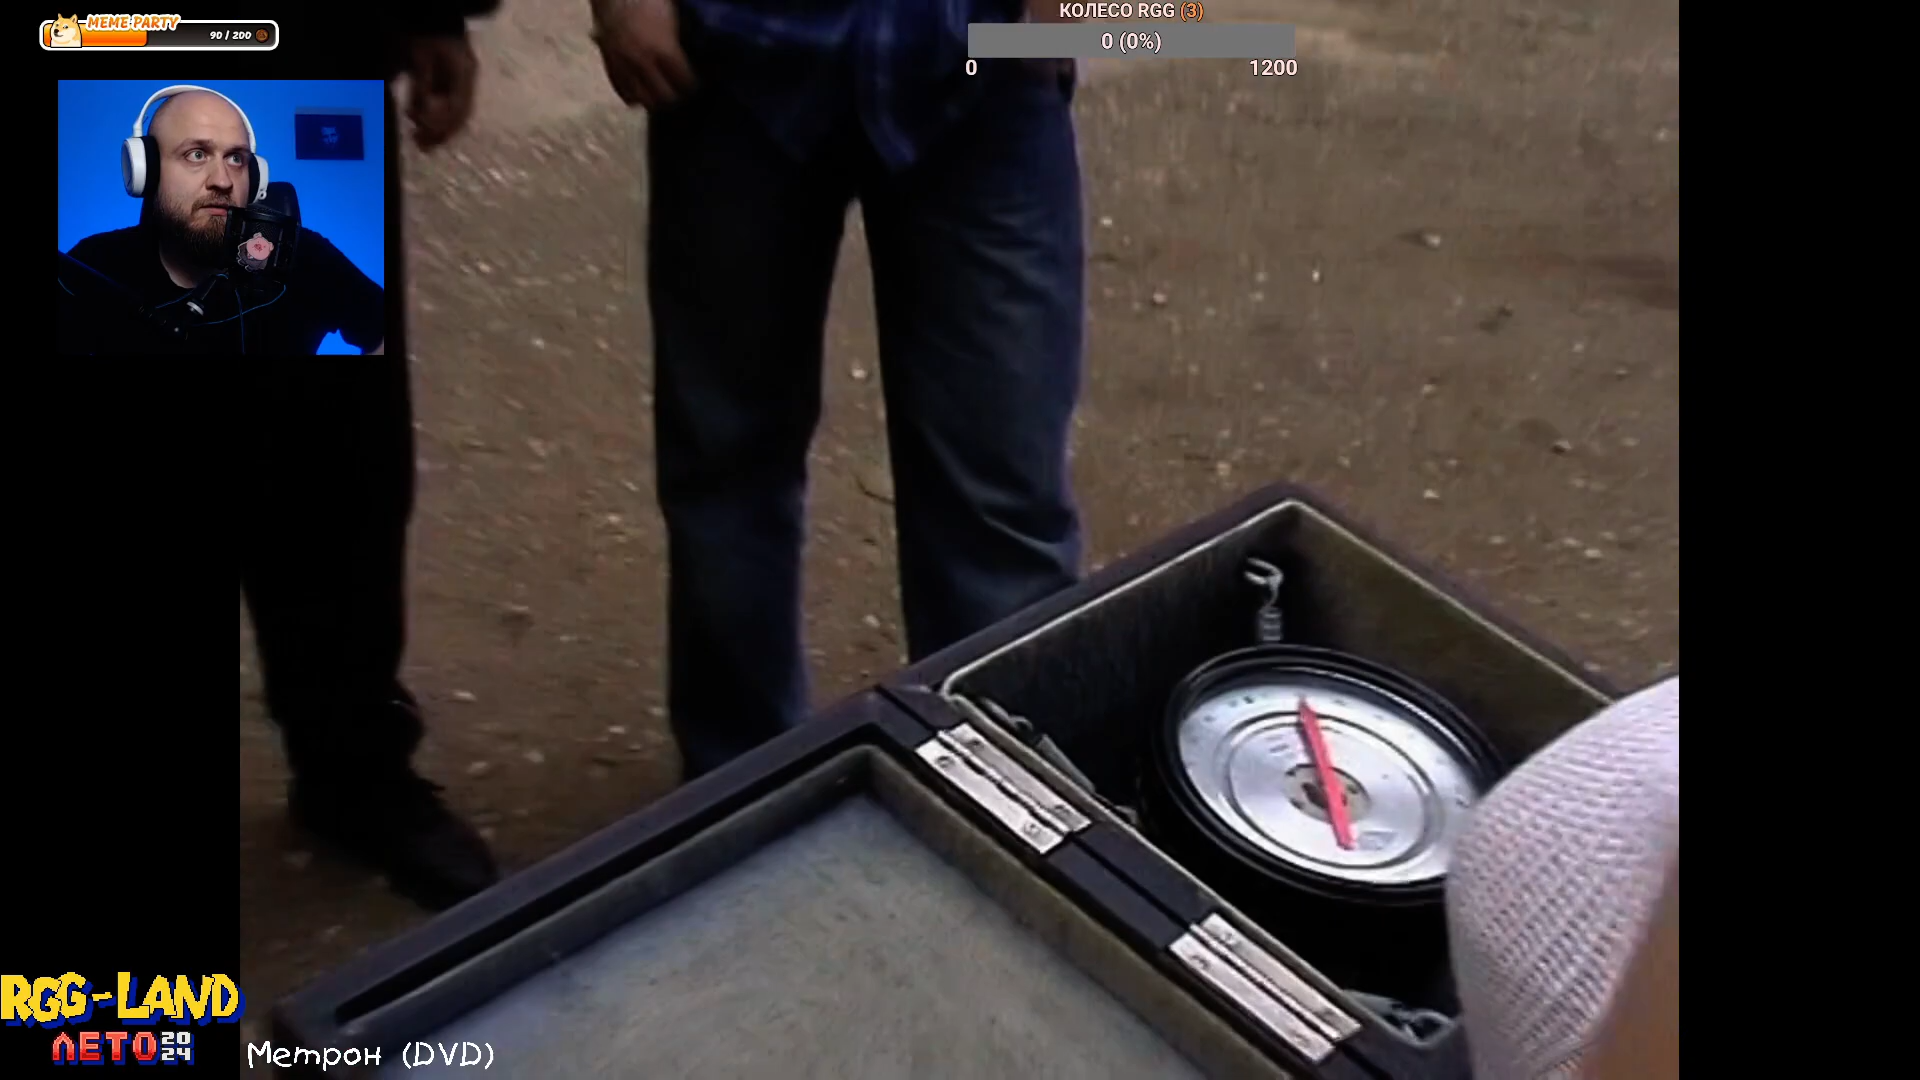 MEME PARTY
90 / 200
КОЛЕСО RGG (3)
0 (0%)
0
1200
RGG-LAND
ЛЕТО 2024
Метрон (DVD)